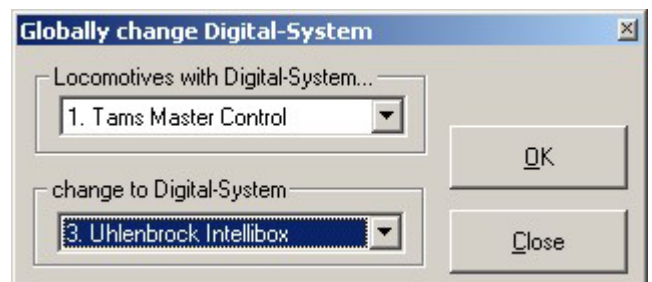 Globally change Digital-System
Locomotives with Digital-System...
1. Tams Master Control
OK
change to Digital-System
3. Uhlenbrock Intellibox
Close